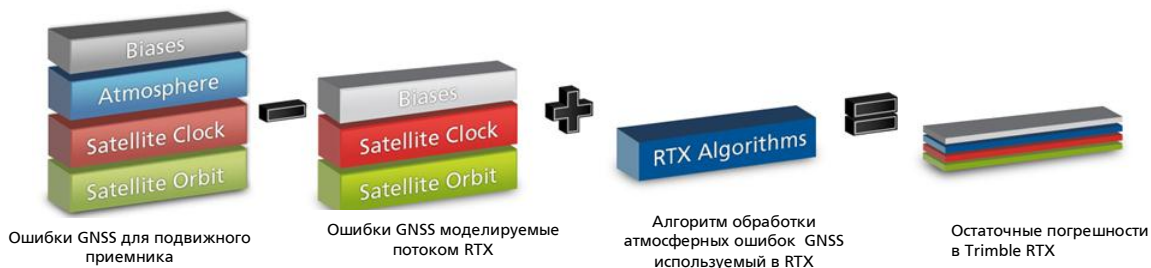 Biases
Atmosphere
Satellite Clock
Satellite Orbit
Biases
Satellite Clock
Satellite Orbit
RTX Algorithms
Ошибки GNSS для подвижного
приемника
Ошибки GNSS моделируемые
потоком RTX
Алгоритм обработки
атмосферных ошибок GNSS
используемый в RTX
Остаточные погрешности
в Trimble RTX